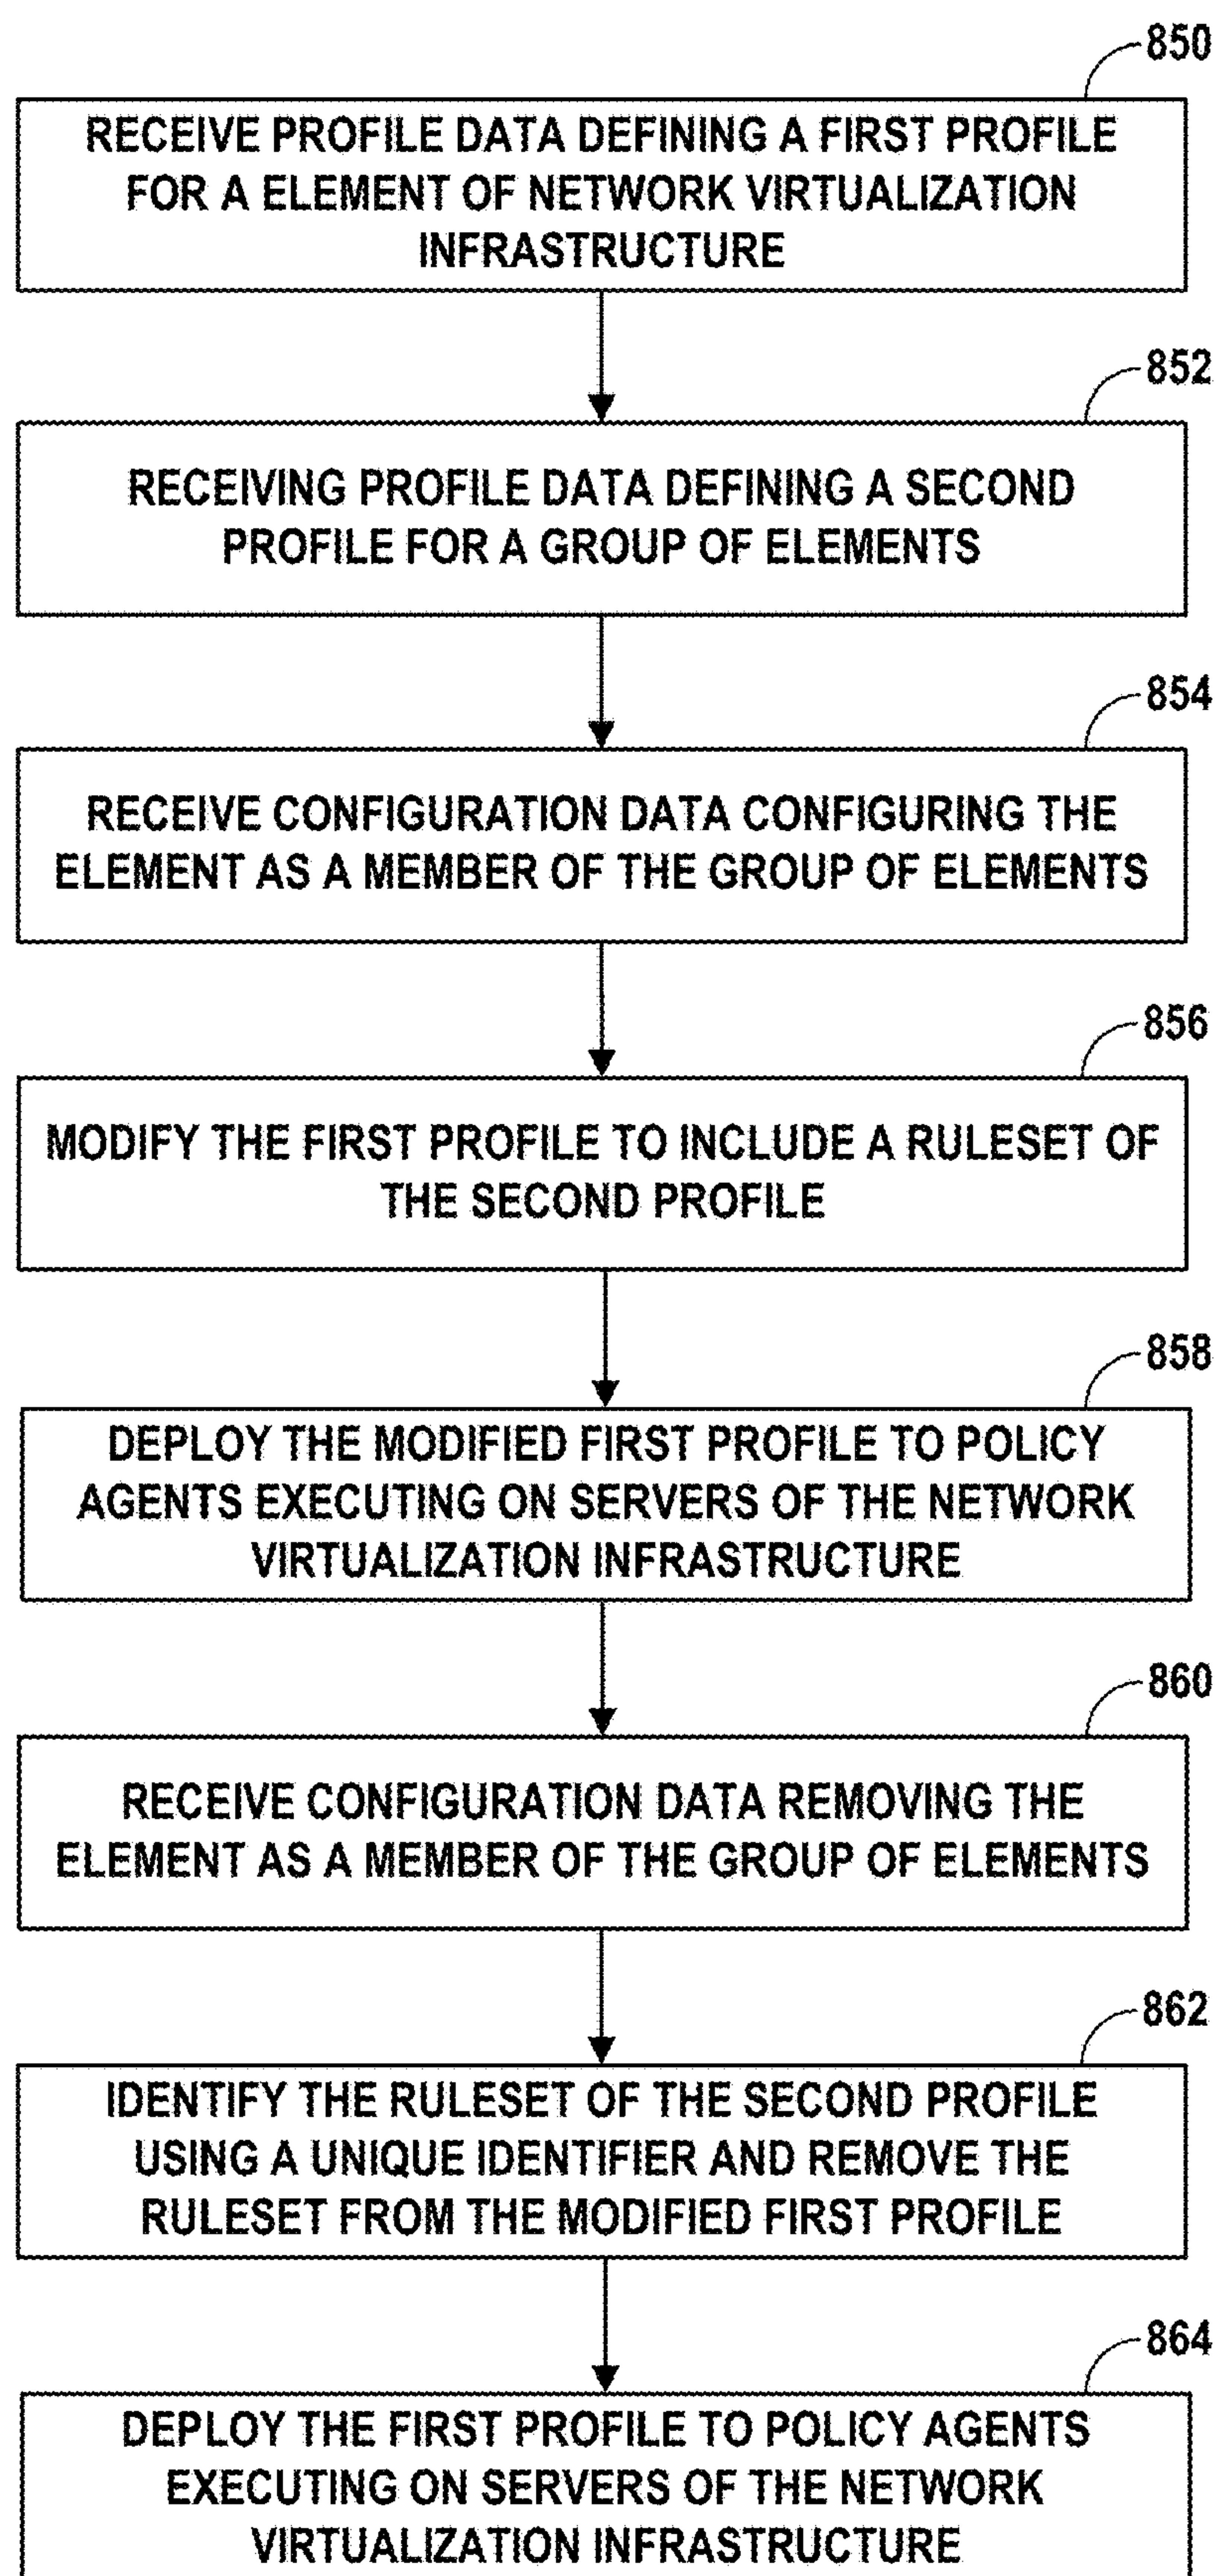 850
RECEIVE PROFILE DATA DEFINING A FIRST PROFILE
FOR A ELEMENT OF NETWORK VIRTUALIZATION
INFRASTRUCTURE
852
RECEIVING PROFILE DATA DEFINING A SECOND
PROFILE FOR A GROUP OF ELEMENTS
854
RECEIVE CONFIGURATION DATA CONFIGURING THE
ELEMENT AS A MEMBER OF THE GROUP OF ELEMENTS
856
MODIFY THE FIRST PROFILE TO INCLUDE A RULESET OF
THE SECOND PROFILE
858
DEPLOY THE MODIFIED FIRST PROFILE TO POLICY
AGENTS EXECUTING ON SERVERS OF THE NETWORK
VIRTUALIZATION INFRASTRUCTURE
860
RECEIVE CONFIGURATION DATA REMOVING THE
ELEMENT AS A MEMBER OF THE GROUP OF ELEMENTS
862
IDENTIFY THE RULESET OF THE SECOND PROFILE
USING A UNIQUE IDENTIFIER AND REMOVE THE
RULESET FROM THE MODIFIED FIRST PROFILE
864
DEPLOY THE FIRST PROFILE TO POLICY AGENTS
EXECUTING ON SERVERS OF THE NETWORK
VIRTUALIZATION INFRASTRUCTURE